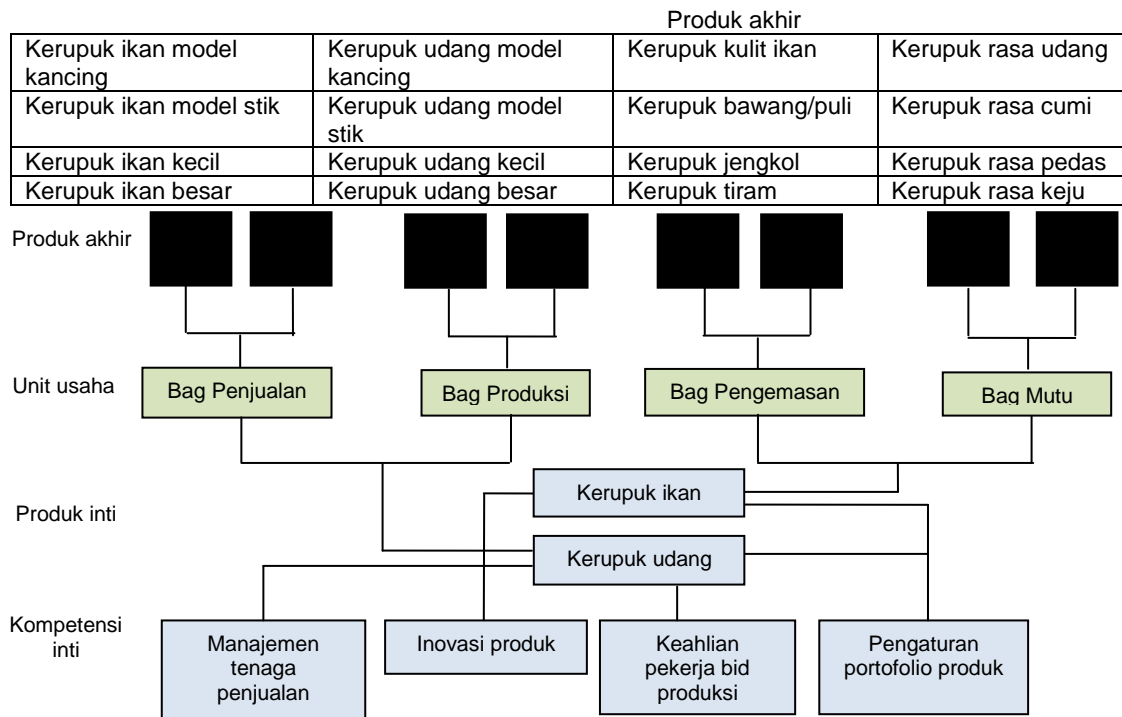 Produk akhir
Kerupuk ikan model
kancing
Kerupuk udang model
kancing
Kerupuk kulit ikan
Kerupuk rasa udang
Kerupuk ikan model stik
Kerupuk udang model
stik
Kerupuk bawang/puli
Kerupuk rasa cumi
Kerupuk ikan kecil
Kerupuk udang kecil
Kerupuk jengkol
Kerupuk rasa pedas
Kerupuk ikan besar
Kerupuk udang besar
Kerupuk tiram
Kerupuk rasa keju
Produk akhir
Unit usaha
Bag Penjualan
Bag Produksi
Bag Pengemasan
Bag Mutu
Produk inti
Kerupuk ikan
Kerupuk udang
Kompetensi
inti
Manajemen
tenaga
penjualan
Inovasi produk
Keahlian
pekerja bid
produksi
Pengaturan
portofolio produk